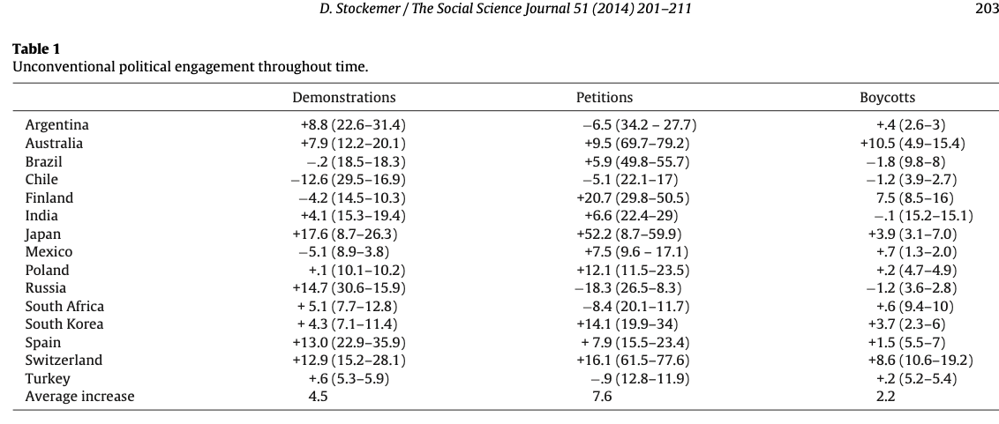 D. Stockemer / The Social Science Journal 51 (2014) 201–211 203
Table 1
Unconventional political engagement throughout time.
Demonstrations Petitions Boycotts
Argentina +8.8 (22.6–31.4) −6.5 (34.2 – 27.7) +.4 (2.6–3)
Australia +7.9 (12.2–20.1) +9.5 (69.7–79.2) +10.5 (4.9–15.4)
Brazil −.2 (18.5–18.3) +5.9 (49.8–55.7) −1.8 (9.8–8)
Chile −12.6 (29.5–16.9) −5.1 (22.1–17) −1.2 (3.9–2.7)
Finland −4.2 (14.5–10.3) +20.7 (29.8–50.5) 7.5 (8.5–16)
India +4.1 (15.3–19.4) +6.6 (22.4–29) −.1 (15.2–15.1)
Japan +17.6 (8.7–26.3) +52.2 (8.7–59.9) +3.9 (3.1–7.0)
Mexico −5.1 (8.9–3.8) +7.5 (9.6 – 17.1) +.7 (1.3–2.0)
Poland +.1 (10.1–10.2) +12.1 (11.5–23.5) +.2 (4.7–4.9)
Russia +14.7 (30.6–15.9) −18.3 (26.5–8.3) −1.2 (3.6–2.8)
South Africa + 5.1 (7.7–12.8) −8.4 (20.1–11.7) +.6 (9.4–10)
South Korea + 4.3 (7.1–11.4) +14.1 (19.9–34) +3.7 (2.3–6)
Spain +13.0 (22.9–35.9) + 7.9 (15.5–23.4) +1.5 (5.5–7)
Switzerland +12.9 (15.2–28.1) +16.1 (61.5–77.6) +8.6 (10.6–19.2)
Turkey +.6 (5.3–5.9) −.9 (12.8–11.9) +.2 (5.2–5.4)
Average increase 4.5 7.6 2.2